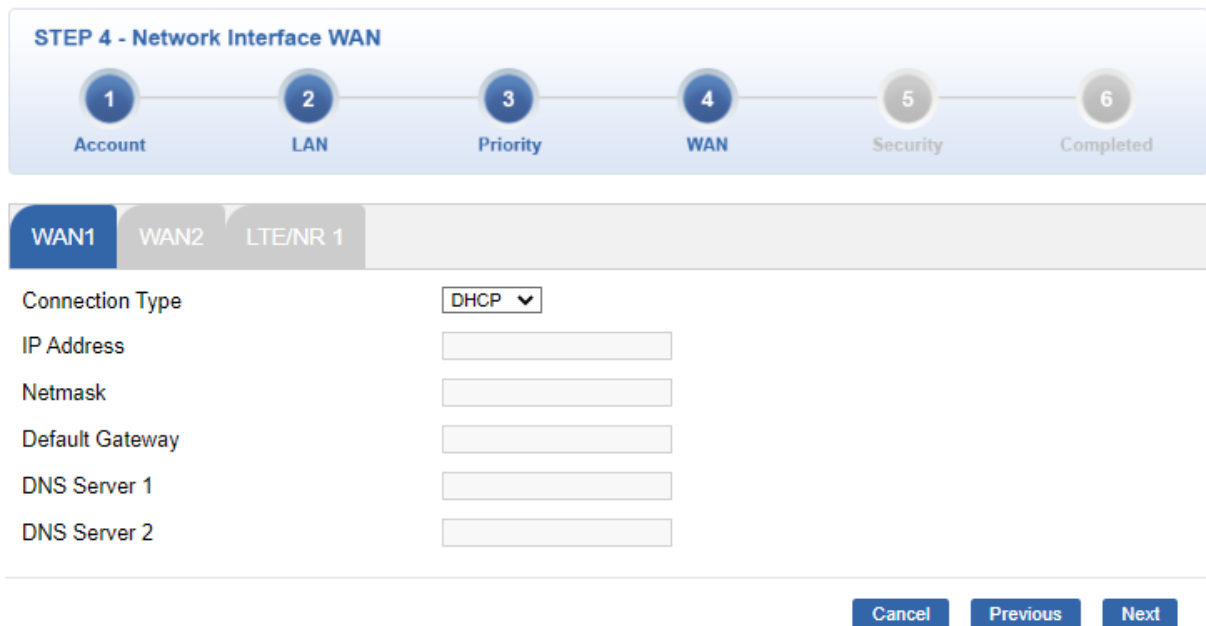 STEP 4 - Network Interface WAN
1 2 3 4 5 6
Account LAN Priority WAN Security Completed
WAN1 WAN2 LTE/NR 1
Connection Type DHCP
IP Address
Netmask
Default Gateway
DNS Server 1
DNS Server 2
Cancel Previous Next